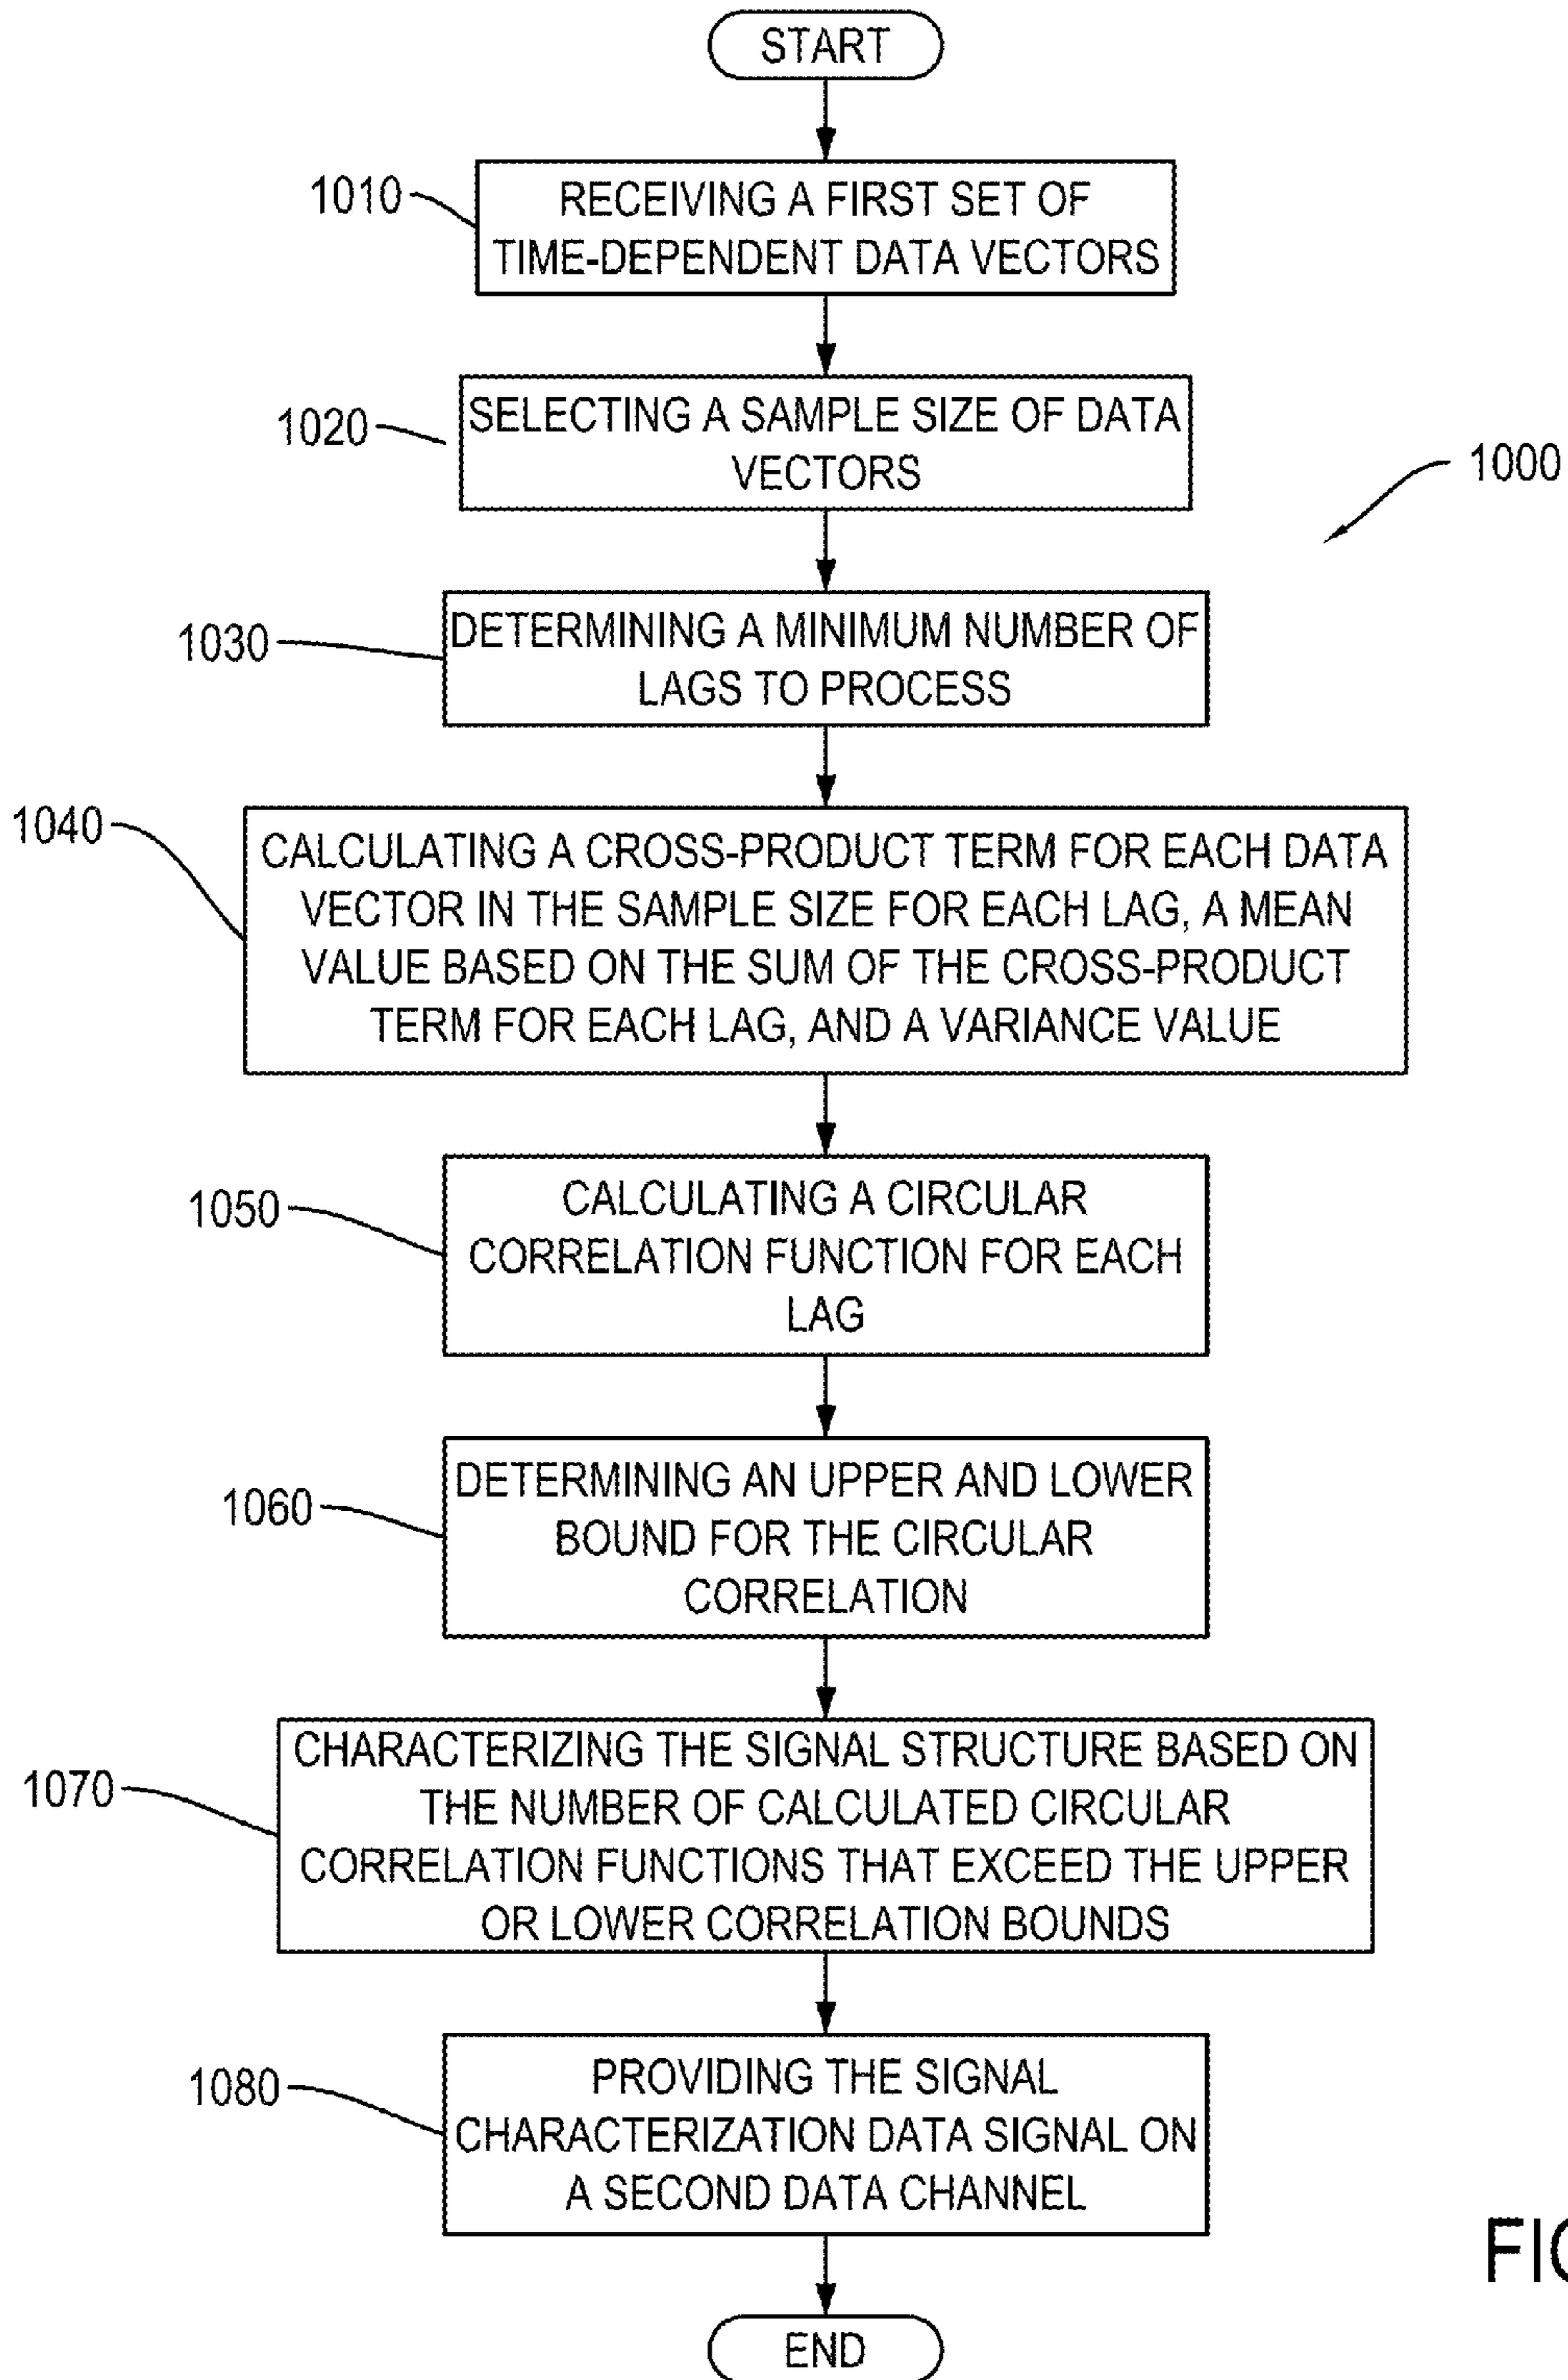 START
1010
RECEIVING A FIRST SET OF
TIME-DEPENDENT DATA VECTORS
1020
SELECTING A SAMPLE SIZE OF DATA
VECTORS
1000
1030
DETERMINING A MINIMUM NUMBER OF
LAGS TO PROCESS
1040
CALCULATING A CROSS-PRODUCT TERM FOR EACH DATA
VECTOR IN THE SAMPLE SIZE FOR EACH LAG, A MEAN
VALUE BASED ON THE SUM OF THE CROSS-PRODUCT
TERM FOR EACH LAG, AND A VARIANCE VALUE
1050
CALCULATING A CIRCULAR
CORRELATION FUNCTION FOR EACH
LAG
1060
DETERMINING AN UPPER AND LOWER
BOUND FOR THE CIRCULAR
CORRELATION
1070
CHARACTERIZING THE SIGNAL STRUCTURE BASED ON
THE NUMBER OF CALCULATED CIRCULAR
CORRELATION FUNCTIONS THAT EXCEED THE UPPER
OR LOWER CORRELATION BOUNDS
1080
PROVIDING THE SIGNAL
CHARACTERIZATION DATA SIGNAL ON
A SECOND DATA CHANNEL
END